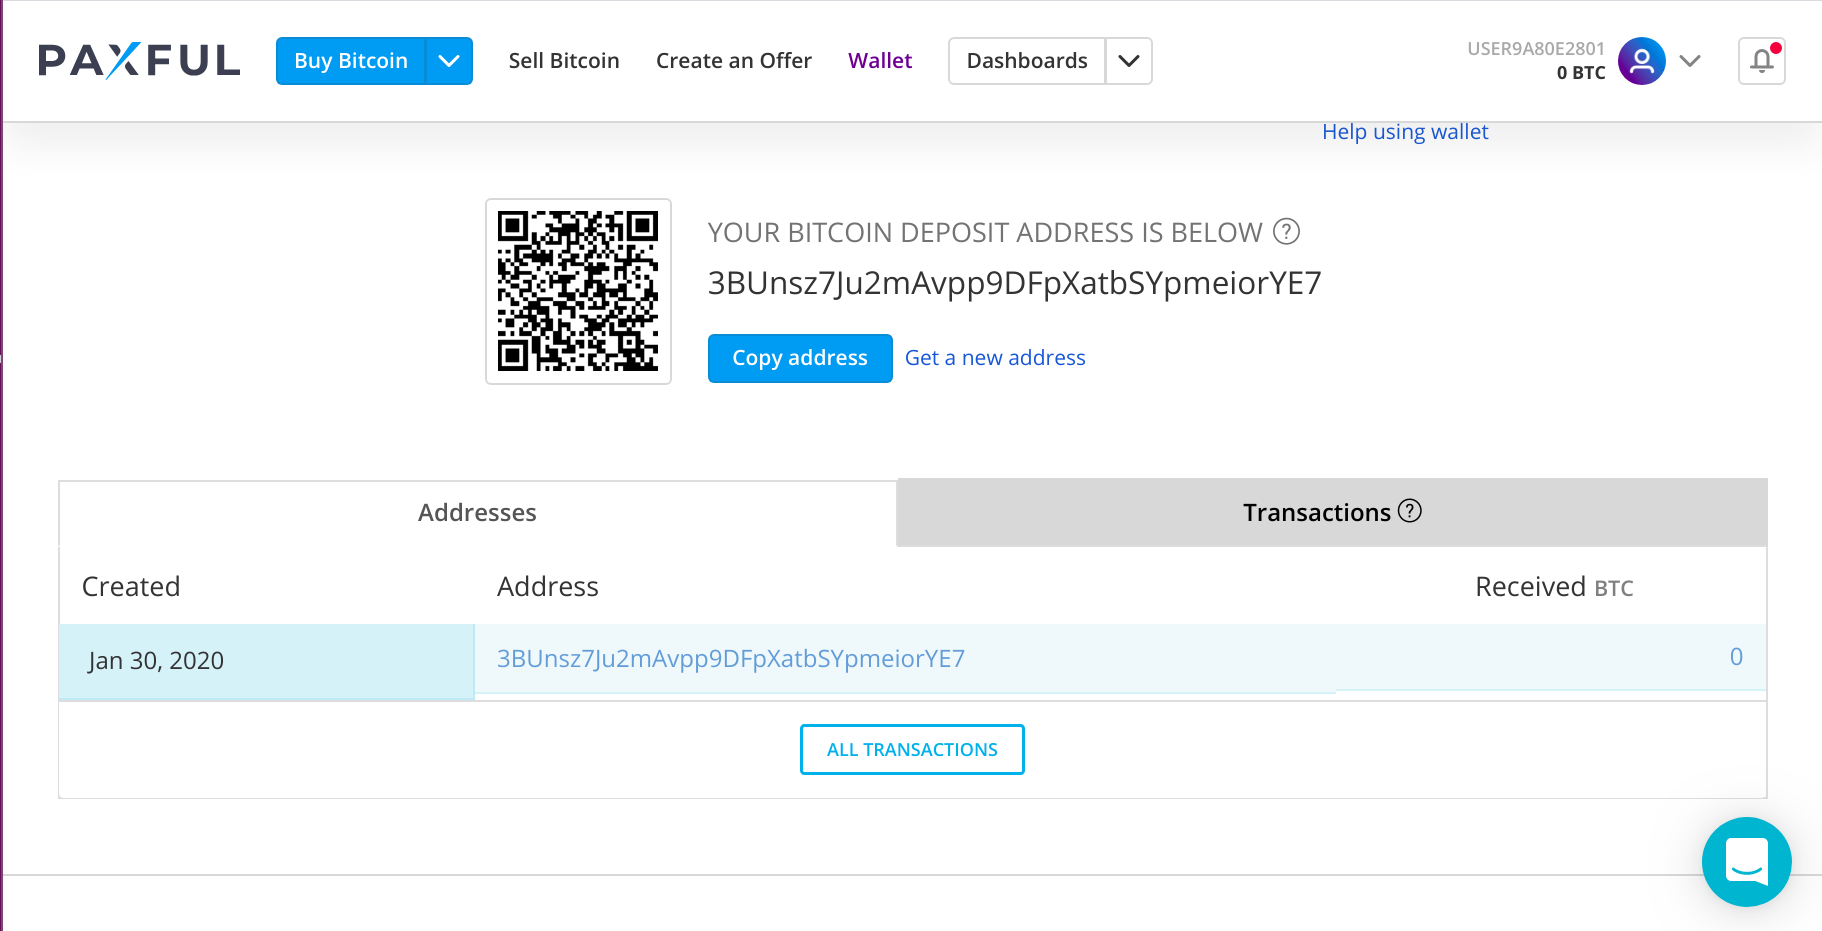 PAXFUL
Buy Bitcoin
Sell Bitcoin
Create an Offer
Wallet
Dashboards
USER9A80E2801
0 BTC
Help using wallet
YOUR BITCOIN DEPOSIT ADDRESS IS BELOW ?
3BUnsz7Ju2mAvpp9DFpXatbSYpmeiorYE7
Copy address
Get a new address
Addresses
Transactions ?
Created
Address
Received BTC
Jan 30, 2020
3BUnsz7Ju2mAvpp9DFpXatbSYpmeiorYE7
0
ALL TRANSACTIONS